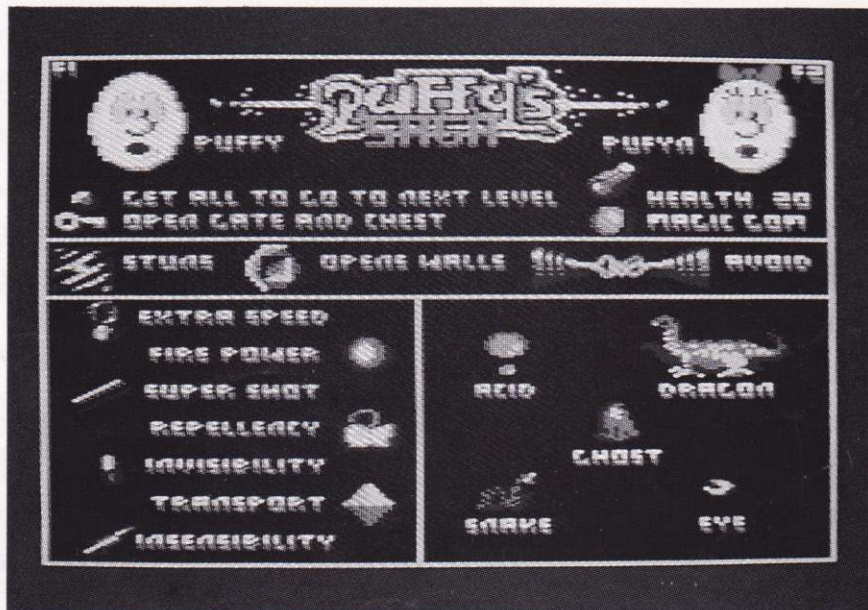 F1 Puffy's F2
SAGA
PUFFY PUFYN
GET ALL TO GO TO NEXT LEVEL HEALTH 20
OPEN GATE AND CHEST MAGIC GOM
STUNS OPENS WALLS AVOID
EXTRA SPEED
FIRE POWER
SUPER SHOT
REPELLENCY
INVISIBILITY
TRANSPORT
INSENSIBILITY
ACID DRAGON
GHOST
SNAKE EYE